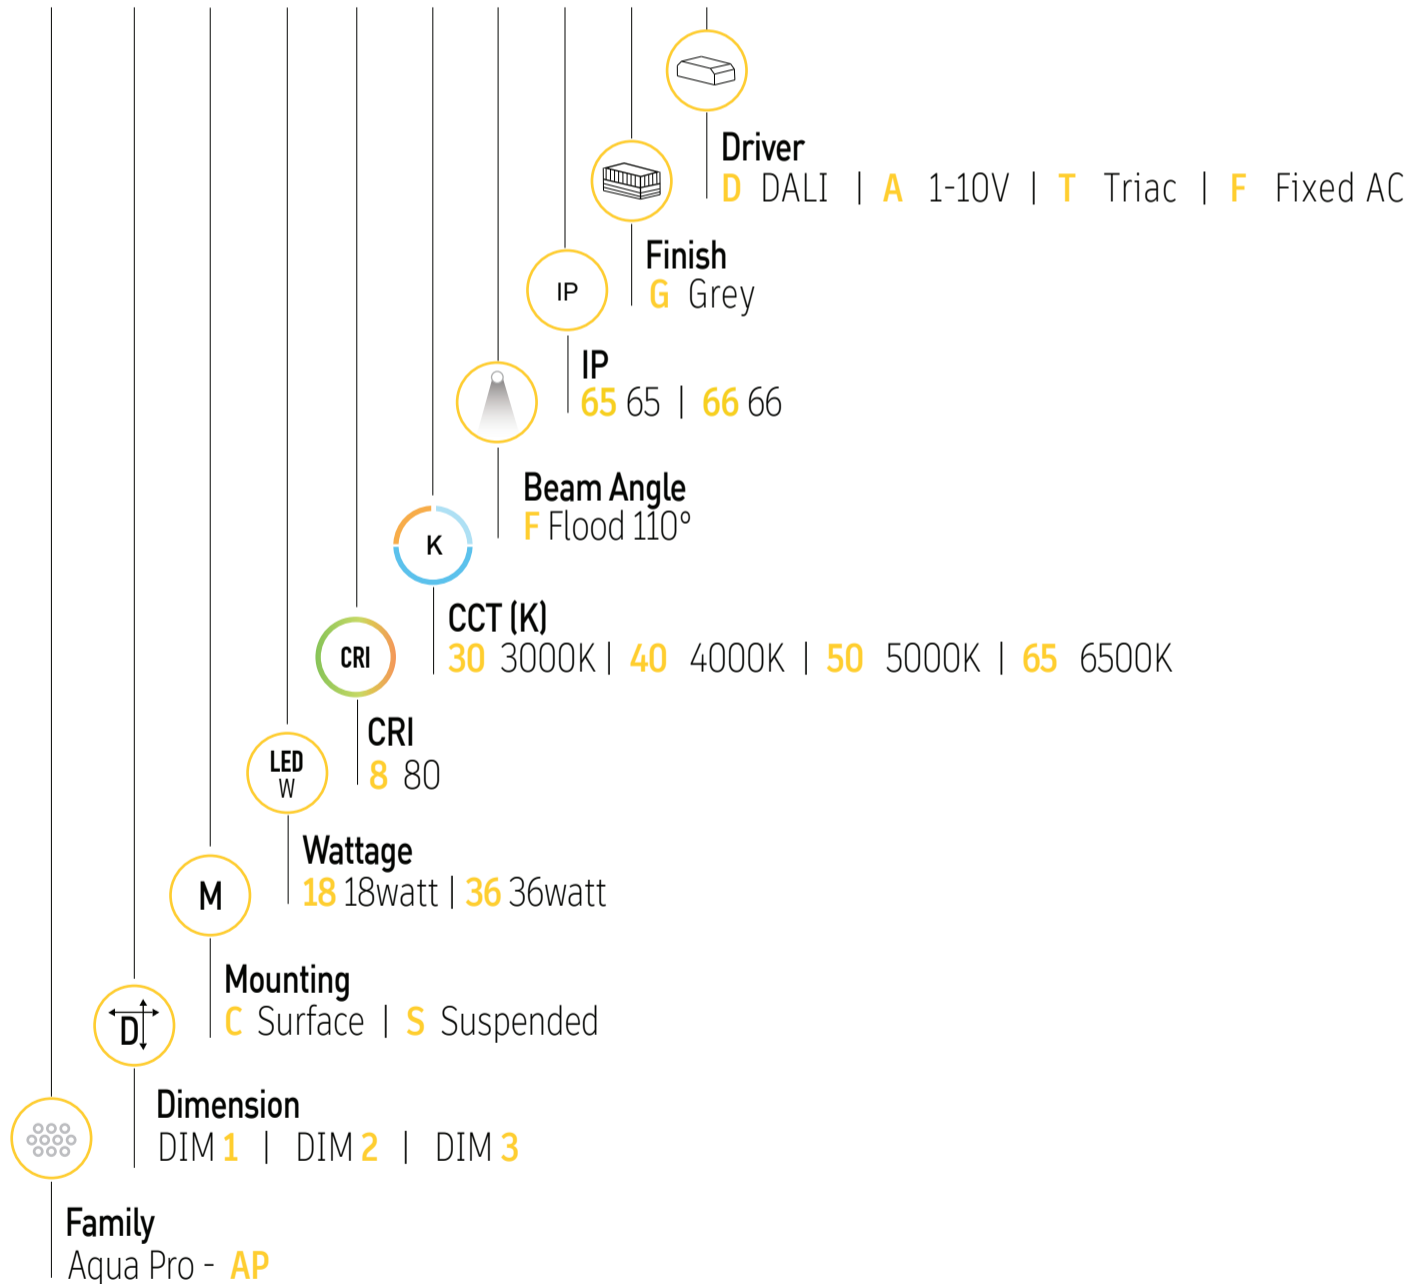 Driver
D DALI | A 1-10V | T Triac | F Fixed AC
Finish
G Grey
IP
IP
65 65 | 66 66
Beam Angle
F Flood 110°
K
CCT (K)
30 3000K | 40 4000K | 50 5000K | 65 6500K
CRI
CRI
8 80
LED
W
Wattage
18 18watt | 36 36watt
M
Mounting
C Surface | S Suspended
D
Dimension
DIM 1 | DIM 2 | DIM 3
Family
Aqua Pro - AP